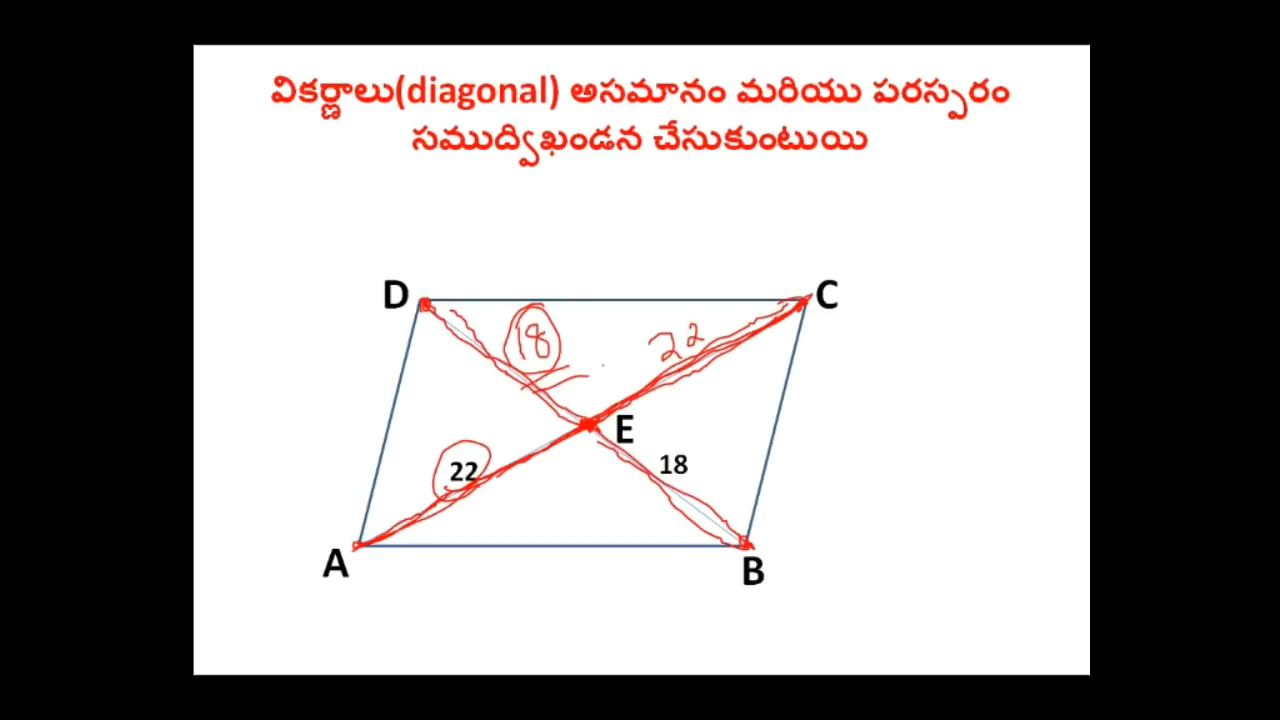 వికర్ణాలు(diagonal) అసమానం మరియు పరస్పరం
సముద్విఖండన చేసుకుంటుయి
D
C
18
22
E
22
18
A
B